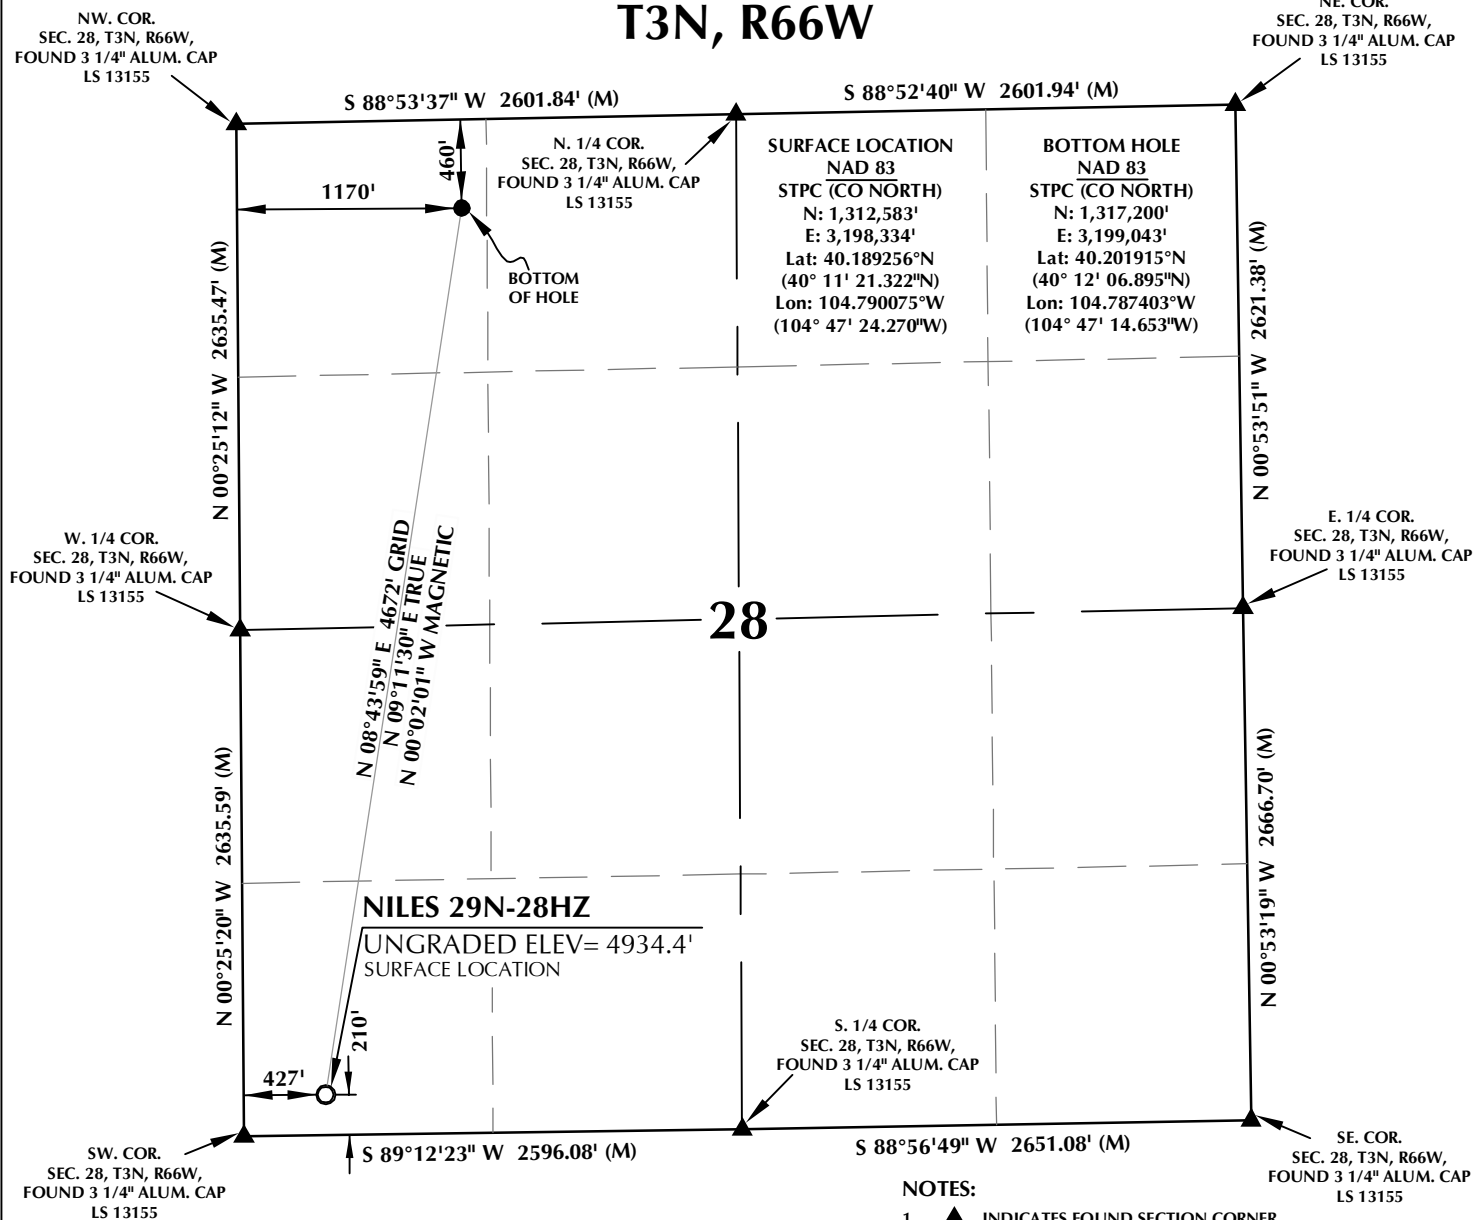 T3N, R66W
NW. COR.
SEC. 28, T3N, R66W,
FOUND 3 1/4" ALUM. CAP
LS 13155
NE. COR.
SEC. 28, T3N, R66W,
FOUND 3 1/4" ALUM. CAP
LS 13155
S 88°53'37" W 2601.84' (M)
S 88°52'40" W 2601.94' (M)
460'
1170'
N. 1/4 COR.
SEC. 28, T3N, R66W,
FOUND 3 1/4" ALUM. CAP
LS 13155
BOTTOM
OF HOLE
SURFACE LOCATION
NAD 83
STPC (CO NORTH)
N: 1,312,583'
E: 3,198,334'
Lat: 40.189256°N
(40° 11' 21.322"N)
Lon: 104.790075°W
(104° 47' 24.270"W)
BOTTOM HOLE
NAD 83
STPC (CO NORTH)
N: 1,317,200'
E: 3,199,043'
Lat: 40.201915°N
(40° 12' 06.895"N)
Lon: 104.787403°W
(104° 47' 14.653"W)
N 00°25'12" W 2635.47' (M)
N 00°53'51" W 2621.38' (M)
W. 1/4 COR.
SEC. 28, T3N, R66W,
FOUND 3 1/4" ALUM. CAP
LS 13155
E. 1/4 COR.
SEC. 28, T3N, R66W,
FOUND 3 1/4" ALUM. CAP
LS 13155
N 08°43'59" E 4672' GRID
N 09°11'30" E TRUE
N 00°02'01" W MAGNETIC
28
N 00°25'20" W 2635.59' (M)
N 00°53'19" W 2666.70' (M)
NILES 29N-28HZ
UNGRADED ELEV= 4934.4'
SURFACE LOCATION
210'
427'
S. 1/4 COR.
SEC. 28, T3N, R66W,
FOUND 3 1/4" ALUM. CAP
LS 13155
S 89°12'23" W 2596.08' (M)
S 88°56'49" W 2651.08' (M)
SW. COR.
SEC. 28, T3N, R66W,
FOUND 3 1/4" ALUM. CAP
LS 13155
SE. COR.
SEC. 28, T3N, R66W,
FOUND 3 1/4" ALUM. CAP
LS 13155
NOTES:
1. INDICATES FOUND SECTION CORNER